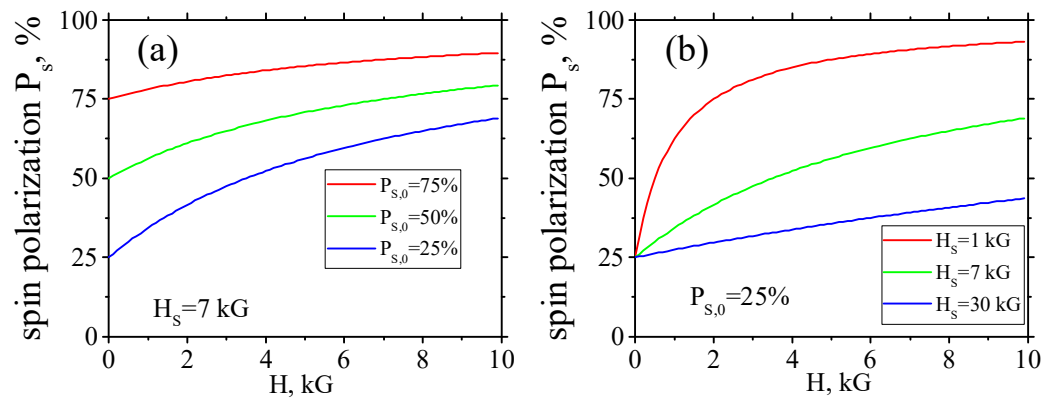 (a)
spin polarization Pₛ, %
100
75
50
25
0
P_S,0=75%
P_S,0=50%
P_S,0=25%
H_S=7 kG
0 2 4 6 8 10
H, kG
(b)
spin polarization Pₛ, %
100
75
50
25
0
H_S=1 kG
H_S=7 kG
H_S=30 kG
P_S,0=25%
0 2 4 6 8 10
H, kG